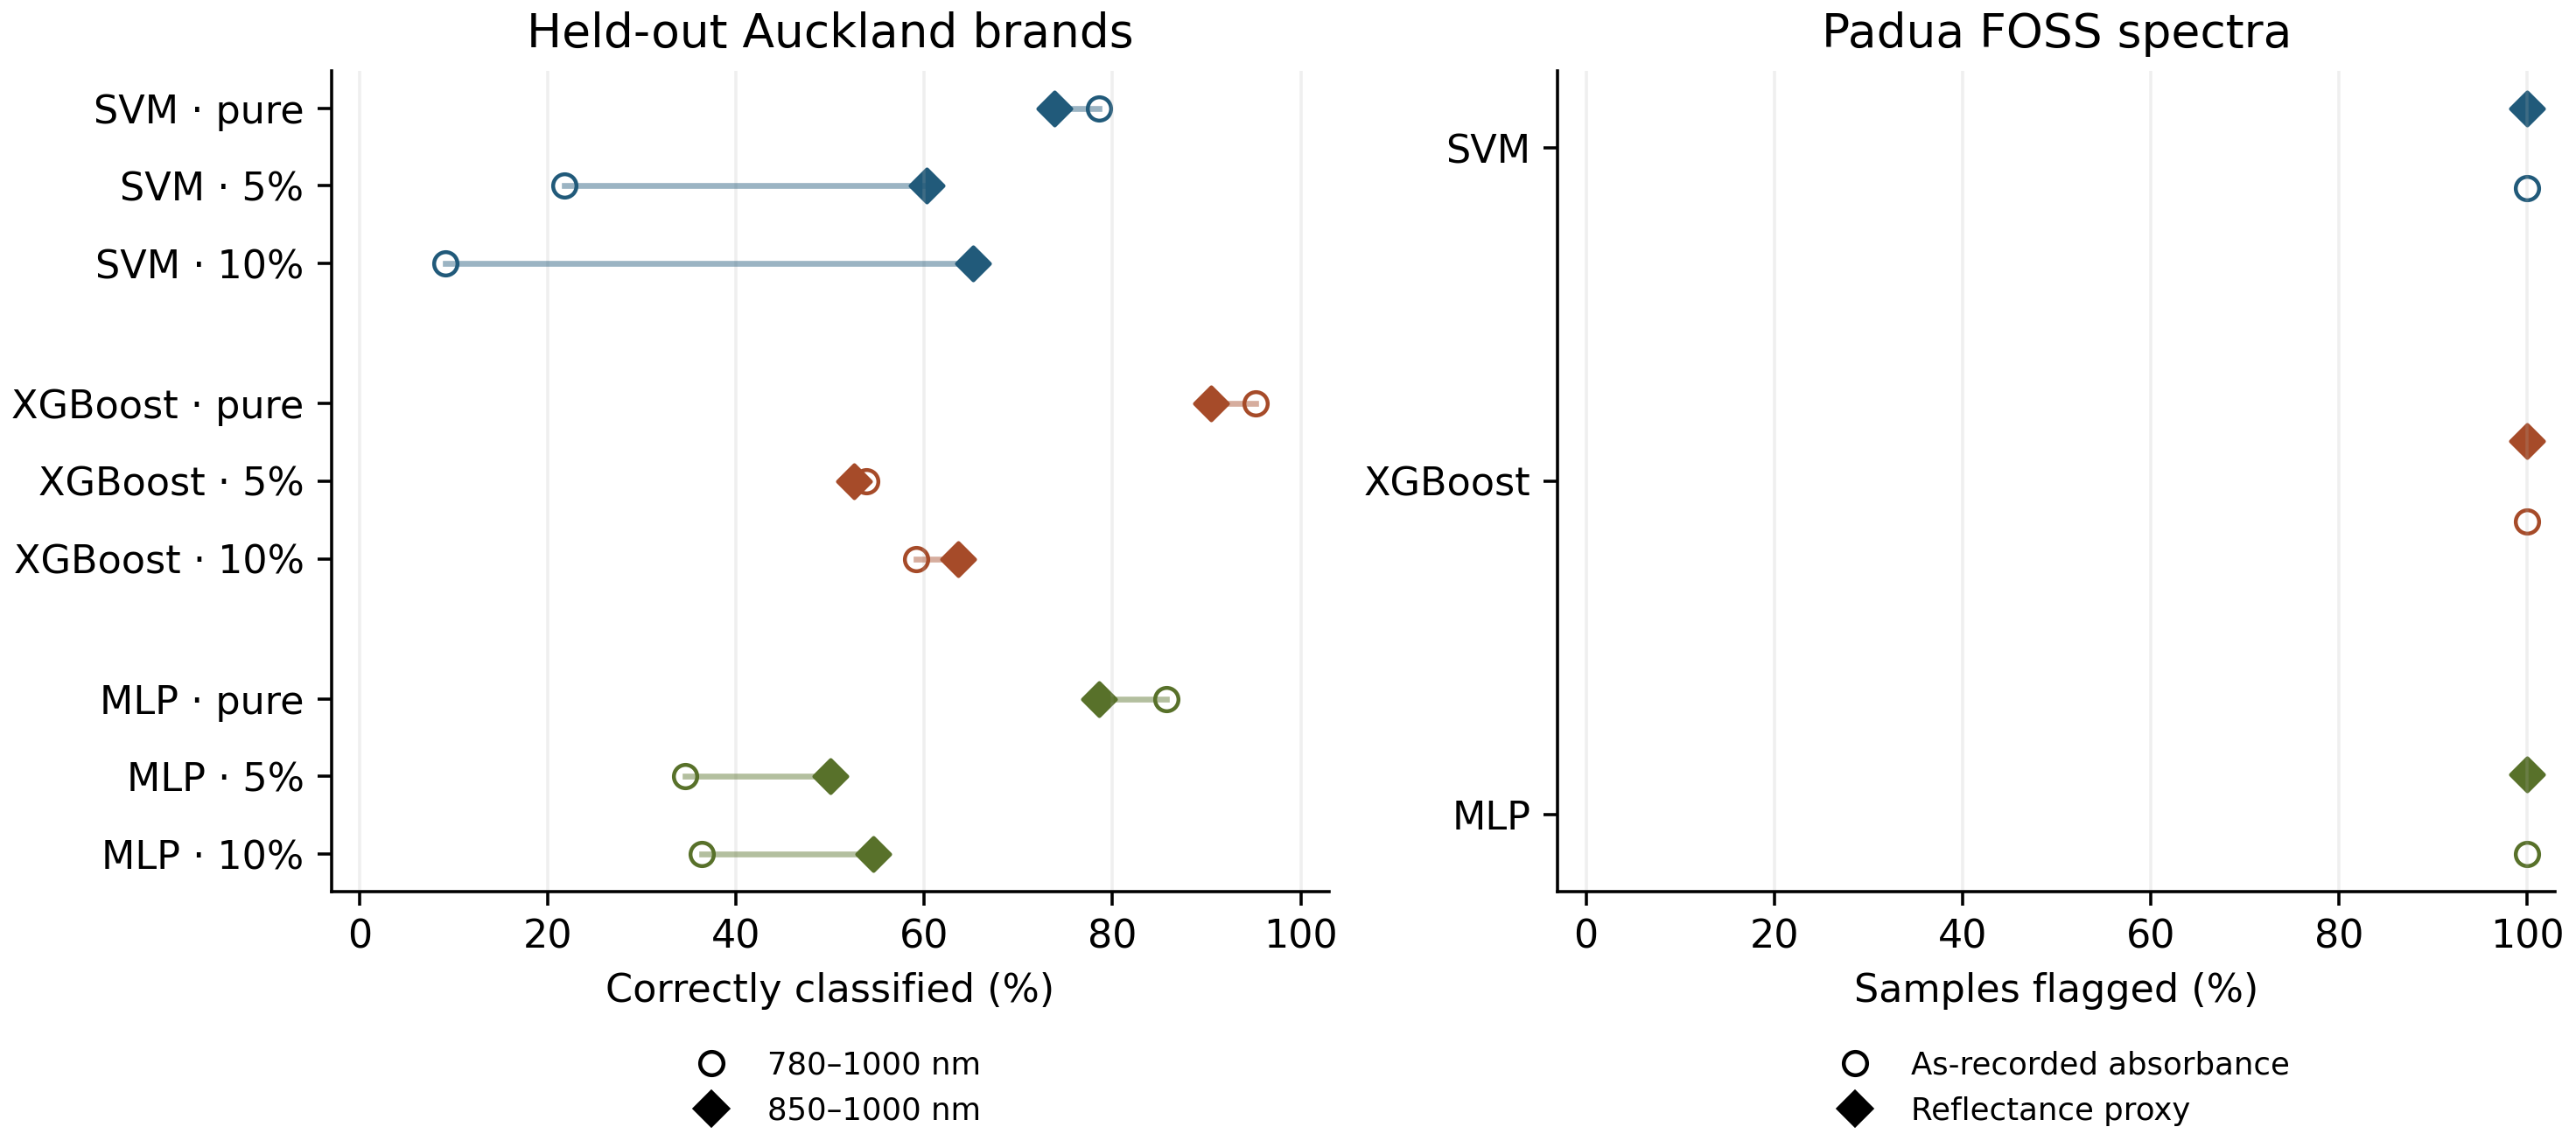 Held-out Auckland brands
SVM · pure
SVM · 5%
SVM · 10%
XGBoost · pure
XGBoost · 5%
XGBoost · 10%
MLP · pure
MLP · 5%
MLP · 10%
0 20 40 60 80 100
Correctly classified (%)
780–1000 nm
850–1000 nm
Padua FOSS spectra
SVM
XGBoost
MLP
0 20 40 60 80 100
Samples flagged (%)
As-recorded absorbance
Reflectance proxy